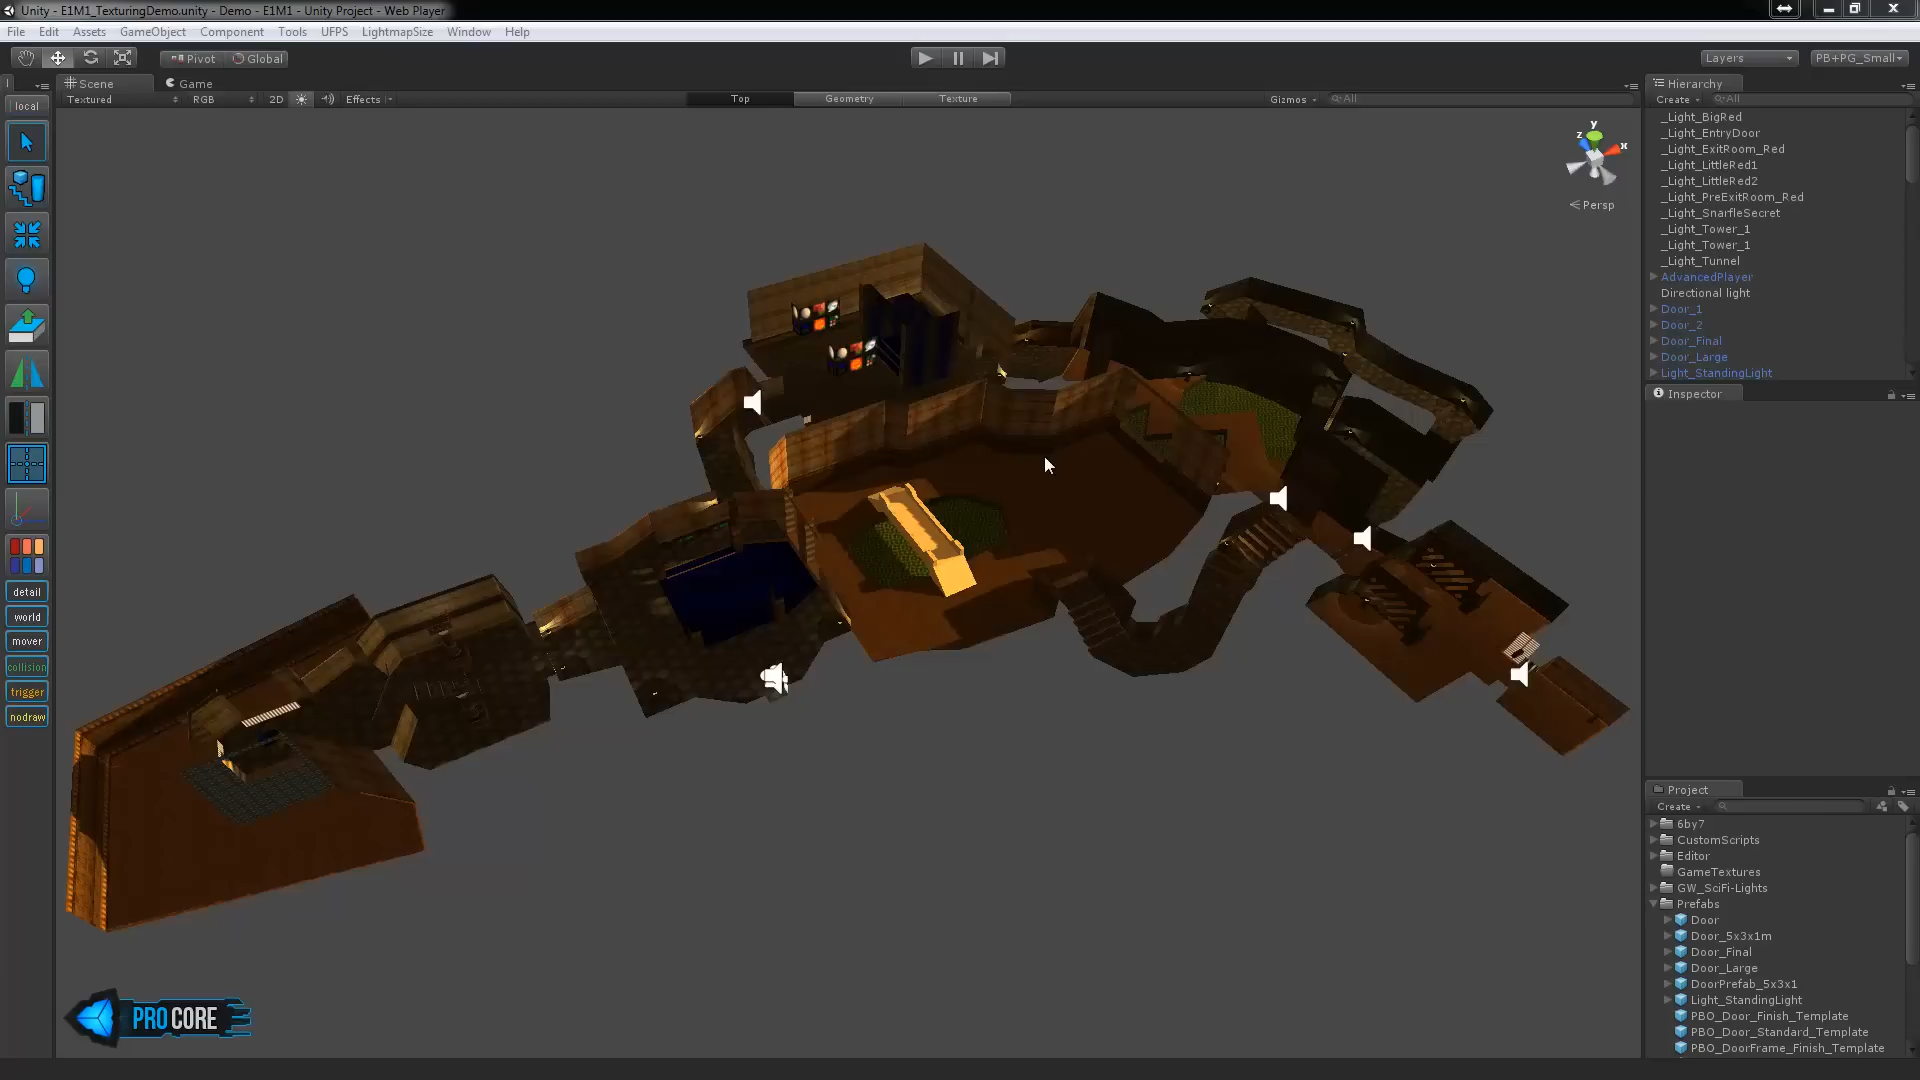 Unity - E1M1_TexturingDemo.unity - Demo - E1M1 - Unity Project - Web Player
File Edit Assets GameObject Component Tools UFPS LightmapSize Window Help
Pivot Global
Layers PB+PG_Small
Scene Game
Textured RGB 2D Effects
Top Geometry Texture
Gizmos All
local
detail
world
mover
collision
trigger
nodraw
y
z
x
Persp
PROCORE
Hierarchy
Create All
_Light_BigRed
_Light_EntryDoor
_Light_ExitRoom_Red
_Light_LittleRed1
_Light_LittleRed2
_Light_PreExitRoom_Red
_Light_SnarfleSecret
_Light_Tower_1
_Light_Tower_1
_Light_Tunnel
AdvancedPlayer
Directional light
Door_1
Door_2
Door_Final
Door_Large
Light_StandingLight
Inspector
Project
Create
6by7
CustomScripts
Editor
GameTextures
GW_SciFi-Lights
Prefabs
Door
Door_5x3x1m
Door_Final
Door_Large
DoorPrefab_5x3x1
Light_StandingLight
PBO_Door_Finish_Template
PBO_Door_Standard_Template
PBO_DoorFrame_Finish_Template